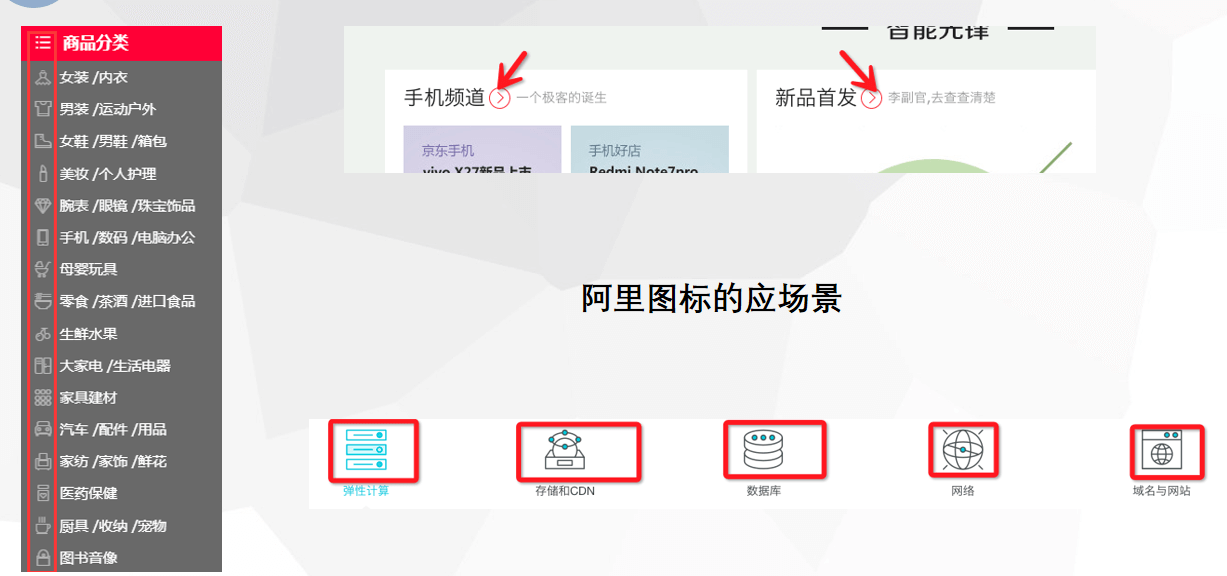 商品分类
女装 /内衣
男装 /运动户外
女鞋 /男鞋 /箱包
美妆 /个人护理
腕表 /眼镜 /珠宝饰品
手机 /数码 /电脑办公
母婴玩具
零食 /茶酒 /进口食品
生鲜水果
大家电 /生活电器
家具建材
汽车 /配件 /用品
家纺 /家饰 /鲜花
医药保健
厨具 /收纳 /宠物
图书音像
智能先锋
手机频道 一个极客的诞生
京东手机
vivo X27新品上市
手机好店
Redmi Note7pro
新品首发 李副官,去查查清楚
阿里图标的应场景
弹性计算
存储和CDN
数据库
网络
域名与网站